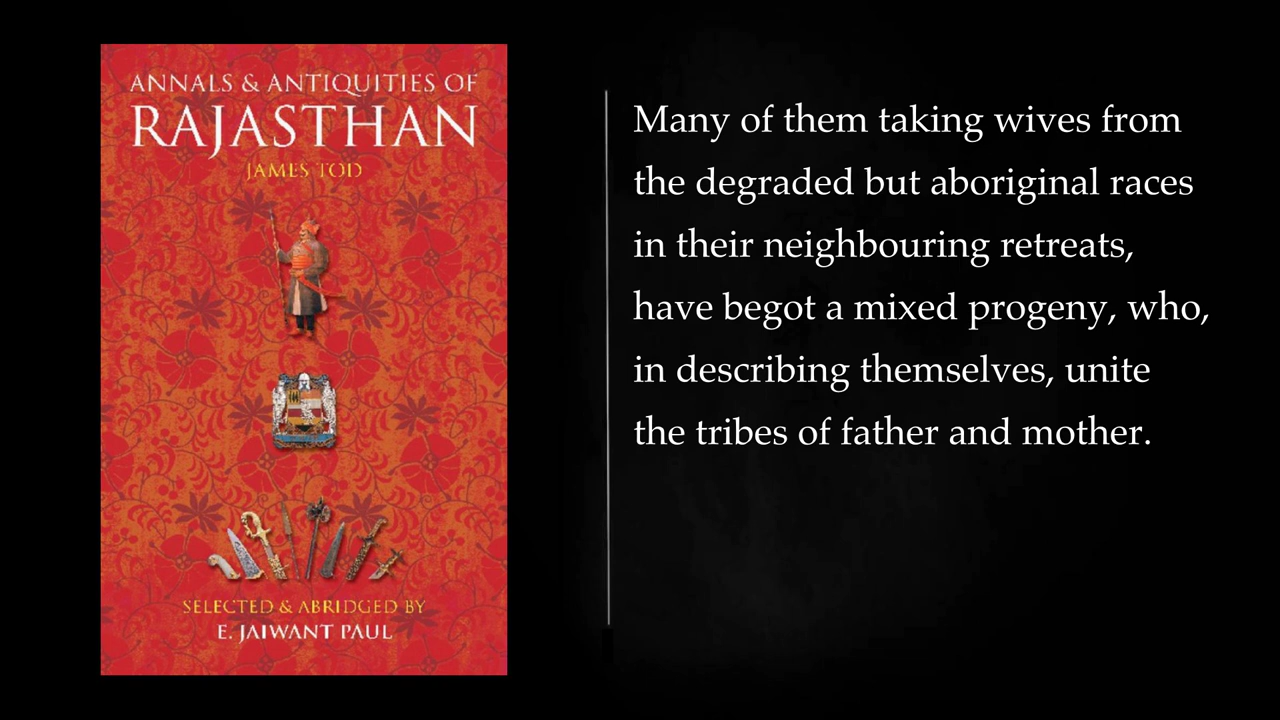 ANNALS & ANTIQUITIES OF
RAJASTHAN
JAMES TOD
SELECTED & ABRIDGED BY
E. JAIWANT PAUL
Many of them taking wives from
the degraded but aboriginal races
in their neighbouring retreats,
have begot a mixed progeny, who,
in describing themselves, unite
the tribes of father and mother.